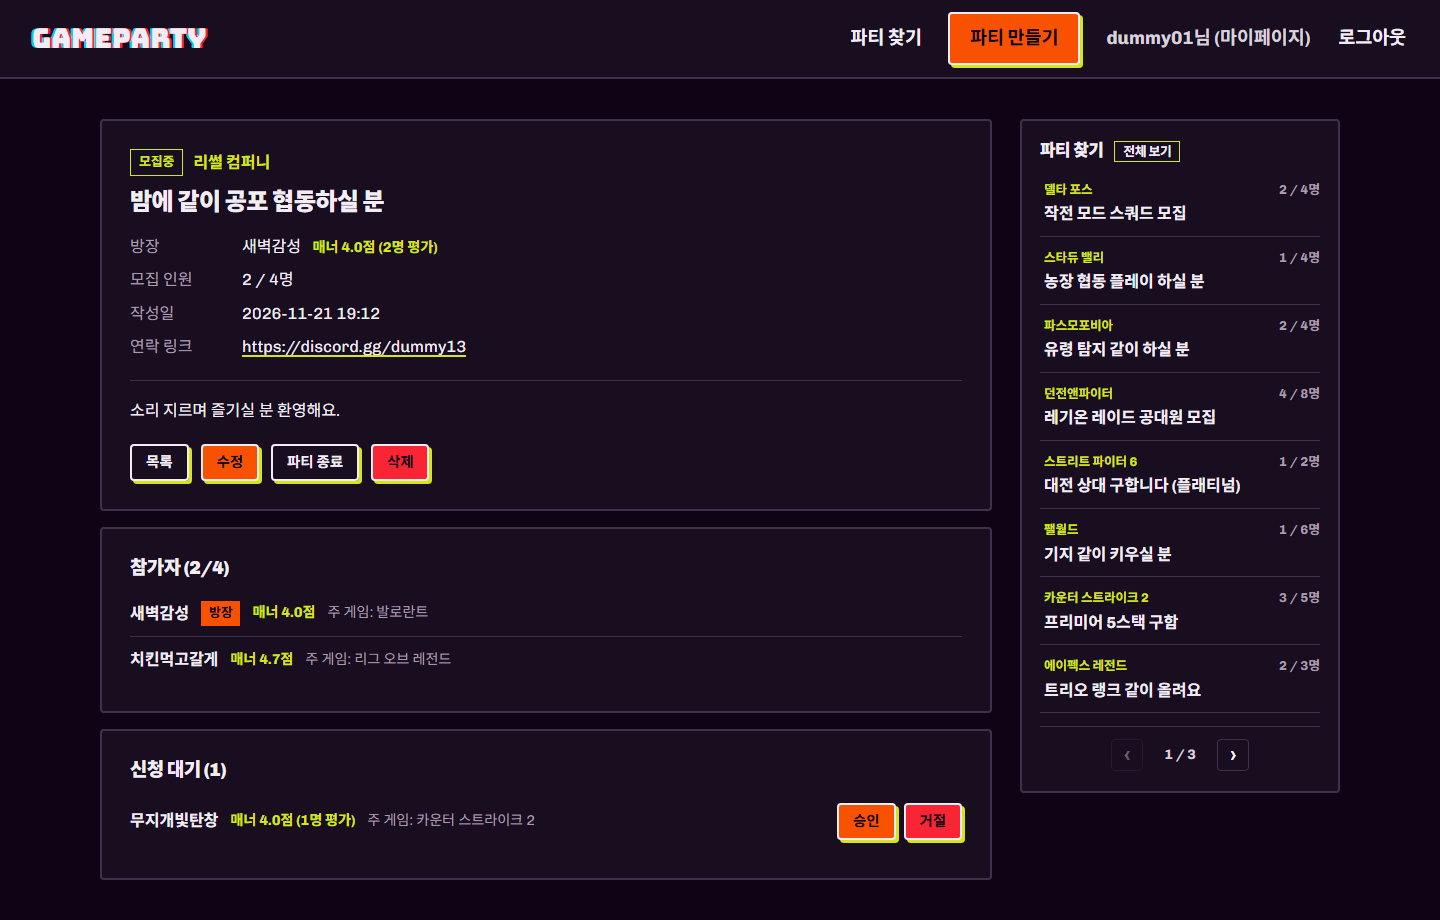 GAMEPARTY
파티 찾기
파티 만들기
dummy01님 (마이페이지)
로그아웃
모집중 리썰 컴퍼니
밤에 같이 공포 협동하실 분
방장 새벽감성 매너 4.0점 (2명 평가)
모집 인원 2 / 4명
작성일 2026-11-21 19:12
연락 링크 https://discord.gg/dummy13
소리 지르며 즐기실 분 환영해요.
목록 수정 파티 종료 삭제
참가자 (2/4)
새벽감성 방장 매너 4.0점 주 게임: 발로란트
치킨먹고갈게 매너 4.7점 주 게임: 리그 오브 레전드
신청 대기 (1)
무지개빛탄창 매너 4.0점 (1명 평가) 주 게임: 카운터 스트라이크 2
승인 거절
파티 찾기 전체 보기
델타 포스 2 / 4명
작전 모드 스쿼드 모집
스타듀 밸리 1 / 4명
농장 협동 플레이 하실 분
파스모포비아 2 / 4명
유령 탐지 같이 하실 분
던전앤파이터 4 / 8명
레기온 레이드 공대원 모집
스트리트 파이터 6 1 / 2명
대전 상대 구합니다 (플래티넘)
팰월드 1 / 6명
기지 같이 키우실 분
카운터 스트라이크 2 3 / 5명
프리미어 5스택 구함
에이펙스 레전드 2 / 3명
트리오 랭크 같이 올려요
‹ 1 / 3 ›